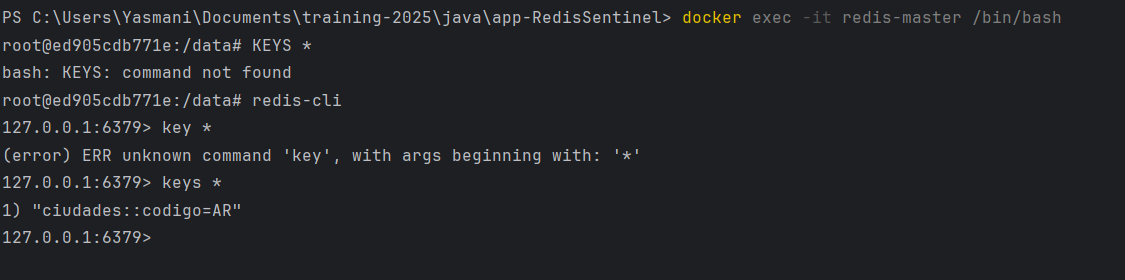 PS C:\Users\Yasmani\Documents\training-2025\java\app-RedisSentinel> docker exec -it redis-master /bin/bash
root@ed905cdb771e:/data# KEYS *
bash: KEYS: command not found
root@ed905cdb771e:/data# redis-cli
127.0.0.1:6379> key *
(error) ERR unknown command 'key', with args beginning with: '*'
127.0.0.1:6379> keys *
1) "ciudades::codigo=AR"
127.0.0.1:6379>